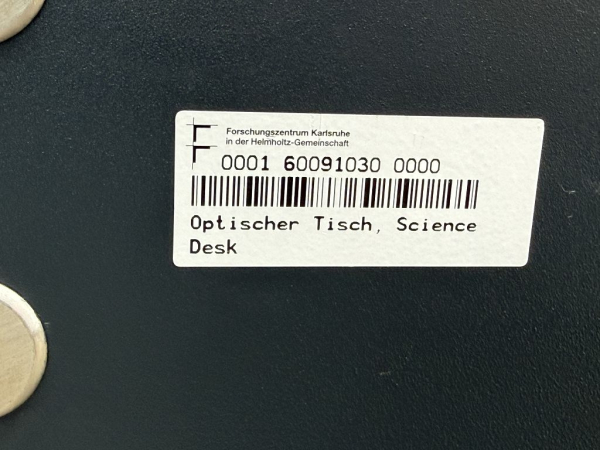 Forschungszentrum Karlsruhe
in der Helmholtz-Gemeinschaft
0001 60091030 0000
Optischer Tisch, Science
Desk